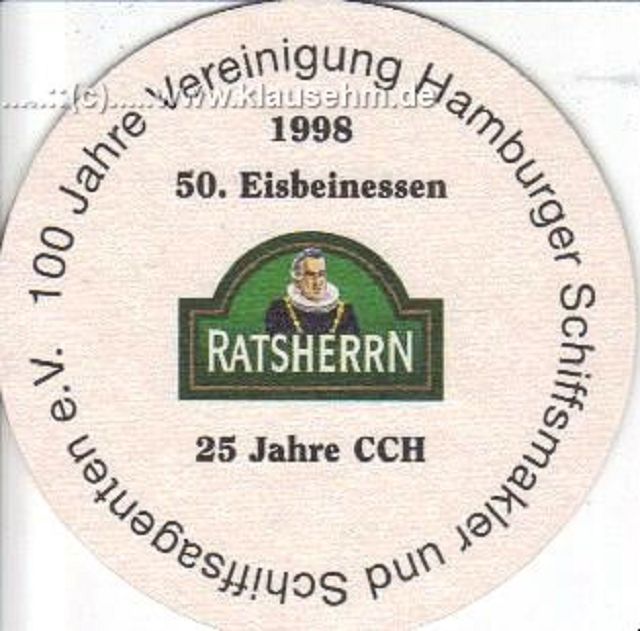 100 Jahre Vereinigung Hamburger Schiffsmakler und Schiffsagenten e.V.
......:(c).....www.klausehm.de
1998
50. Eisbeinessen
RATSHERRN
25 Jahre CCH